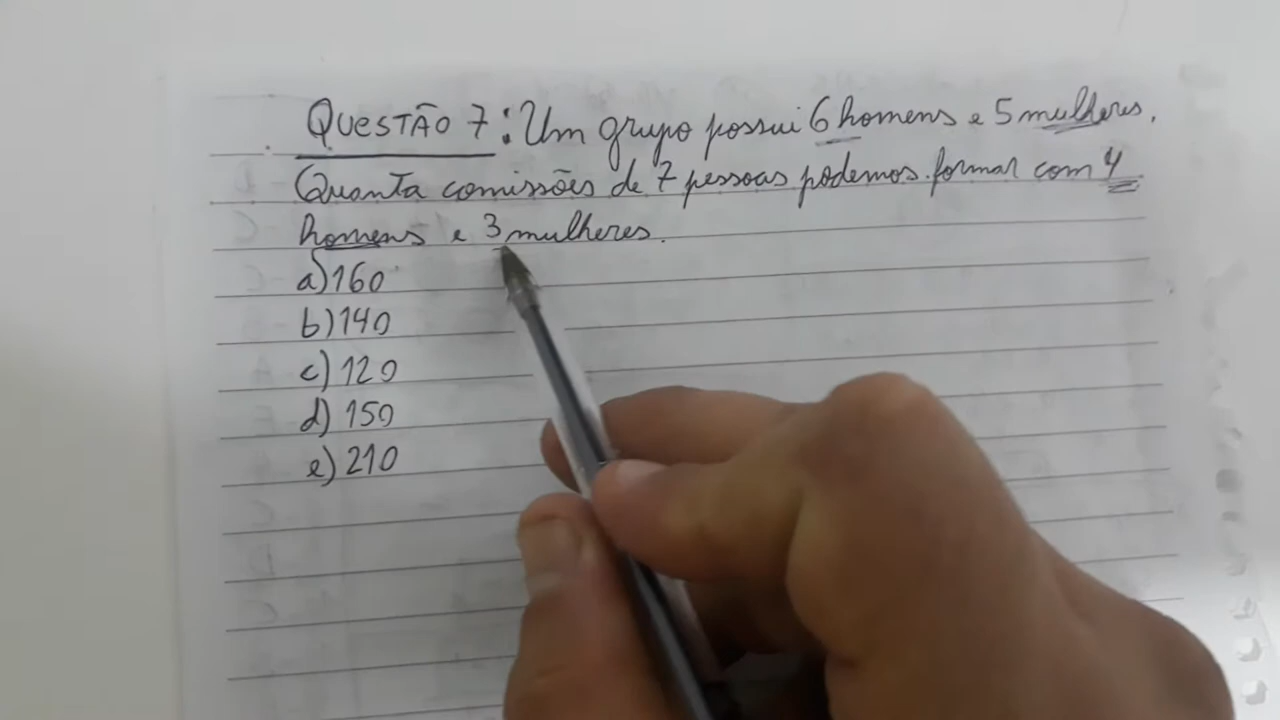 QUESTÃO 7: Um grupo possui 6 homens e 5 mulheres.
Quanta comissões de 7 pessoas podemos formar com 4
homens e 3 mulheres.
a) 160
b) 140
c) 120
d) 150
e) 210